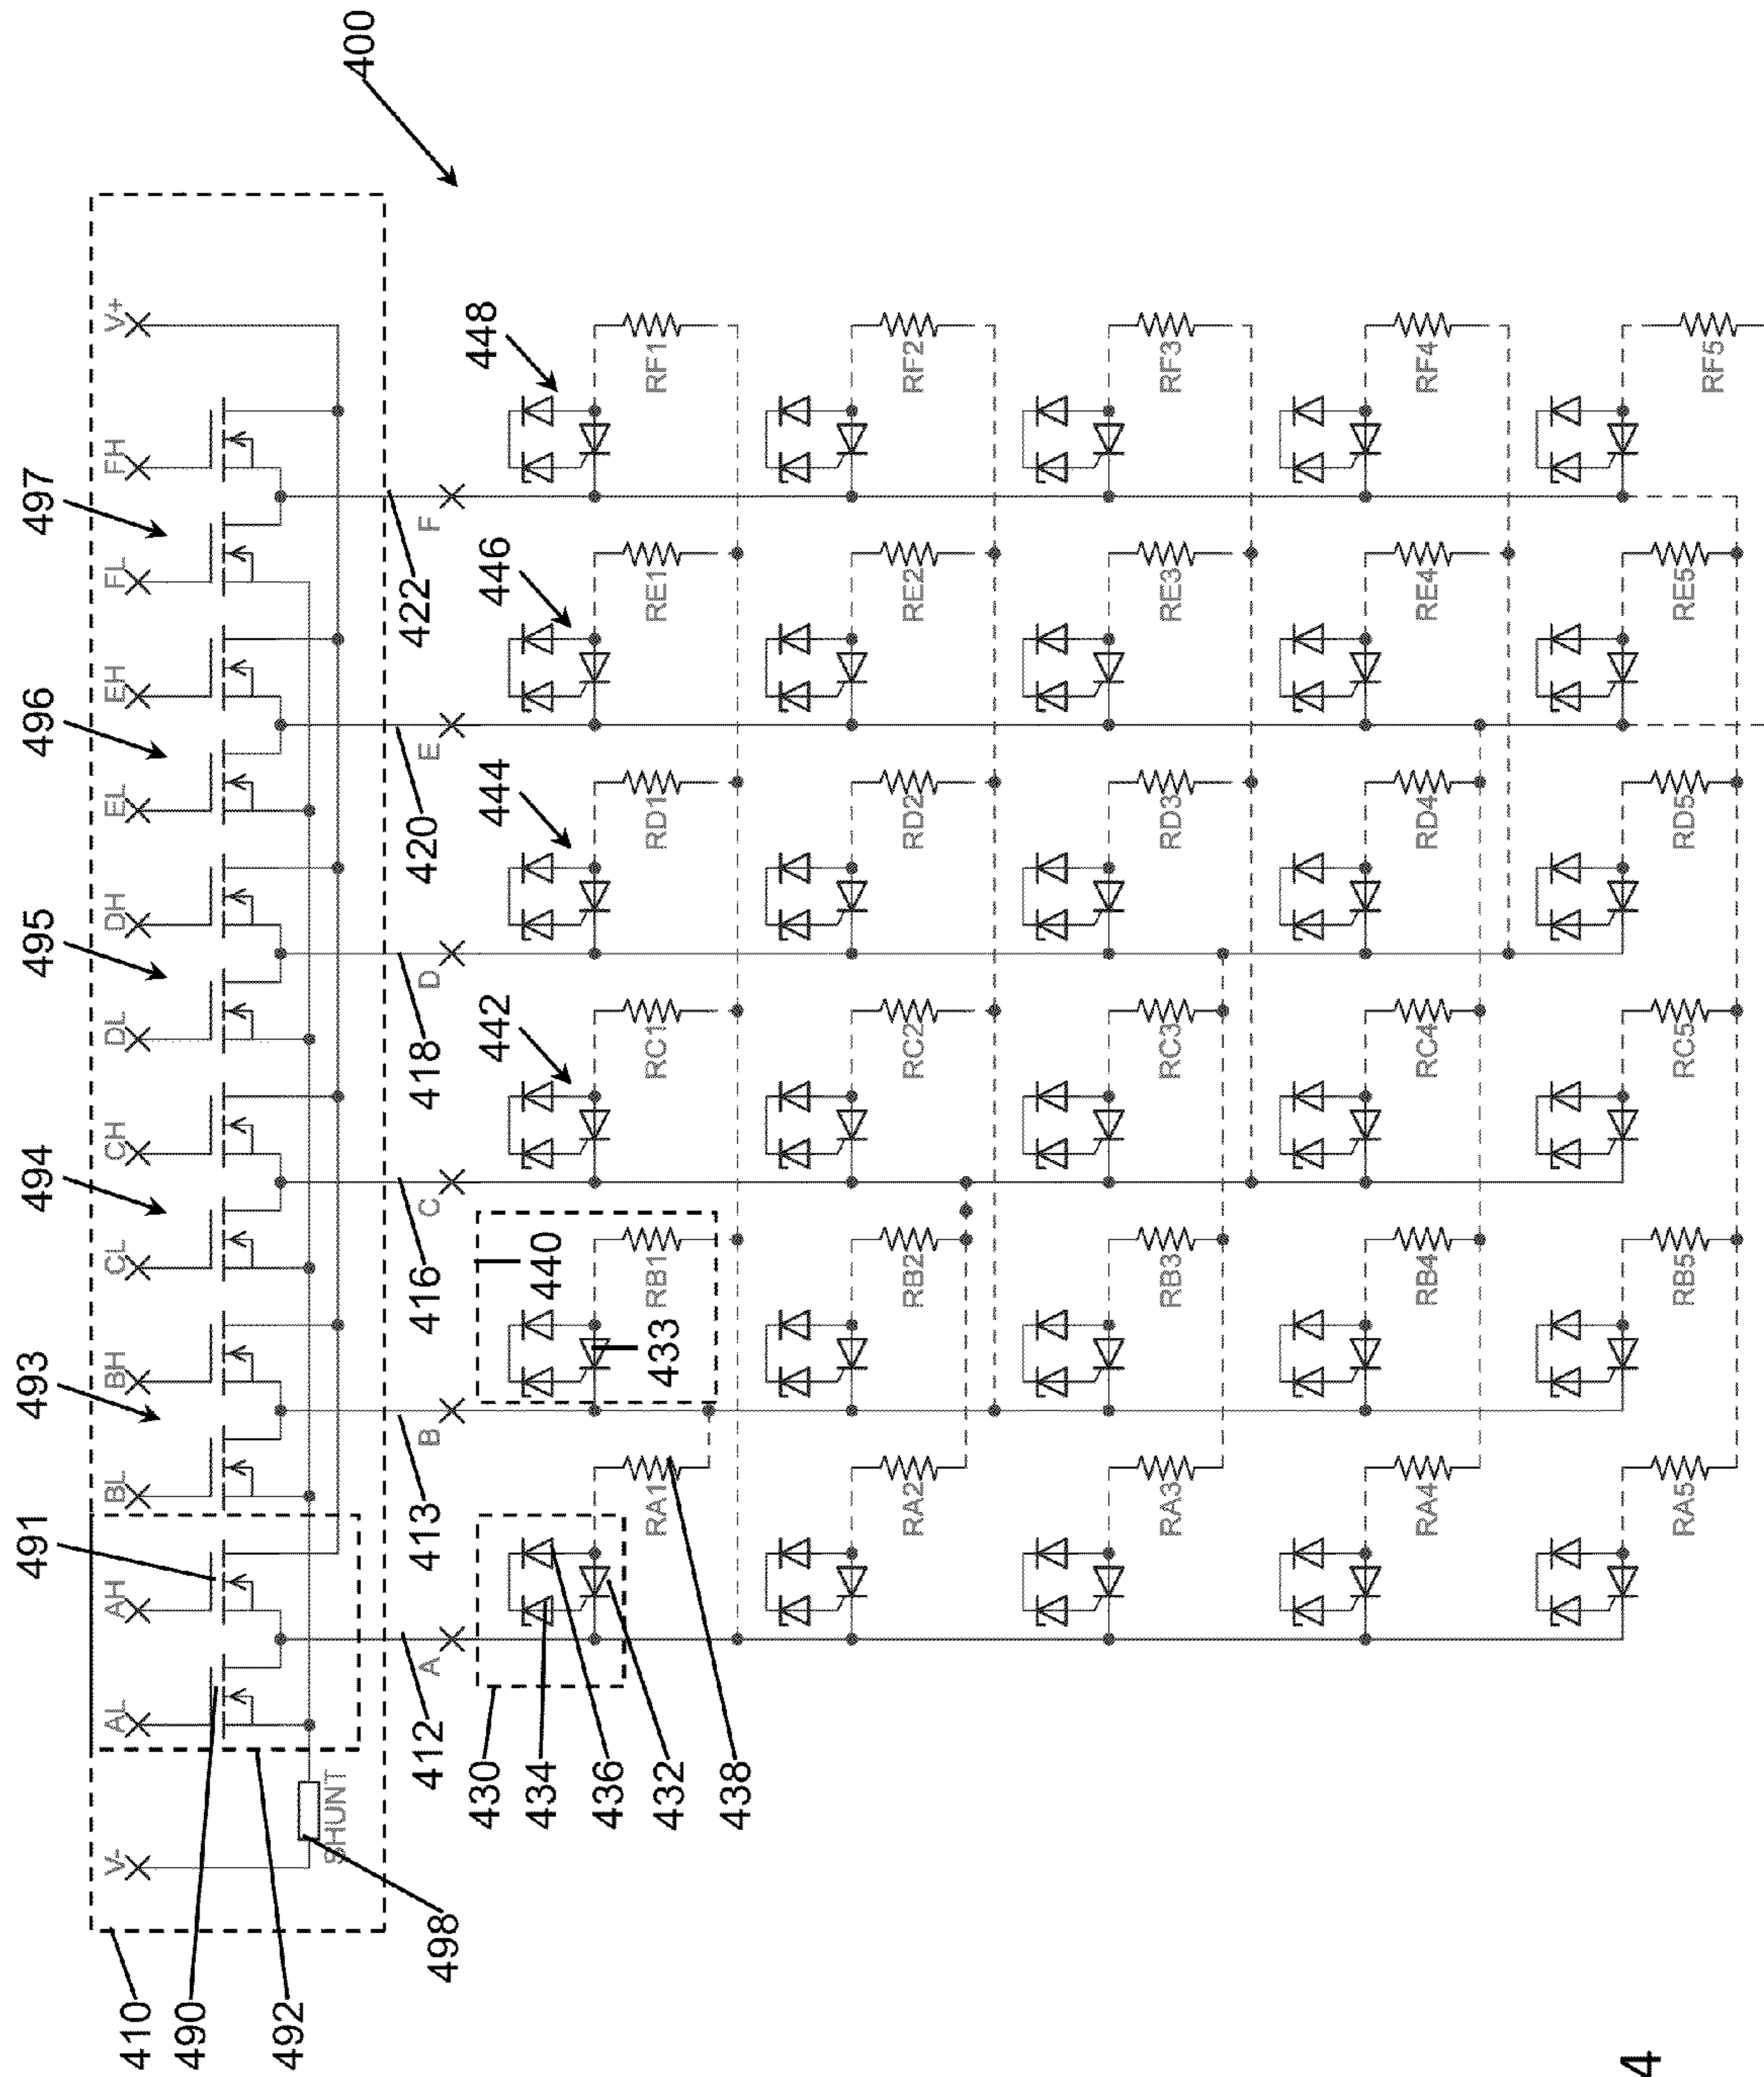 400
497
496
495
494
493
491
V+
FH
FL
EH
EL
DH
DL
CH
CL
BH
BL
AH
AL
V-
SHUNT
410
490
492
498
422
420
418
416
413
412
F
E
D
C
B
A
448
446
444
442
440
433
430
434
436
432
438
RF1
RE1
RD1
RC1
RB1
RA1
RF2
RE2
RD2
RC2
RB2
RA2
RF3
RE3
RD3
RC3
RB3
RA3
RF4
RE4
RD4
RC4
RB4
RA4
RF5
RE5
RD5
RC5
RB5
RA5
4